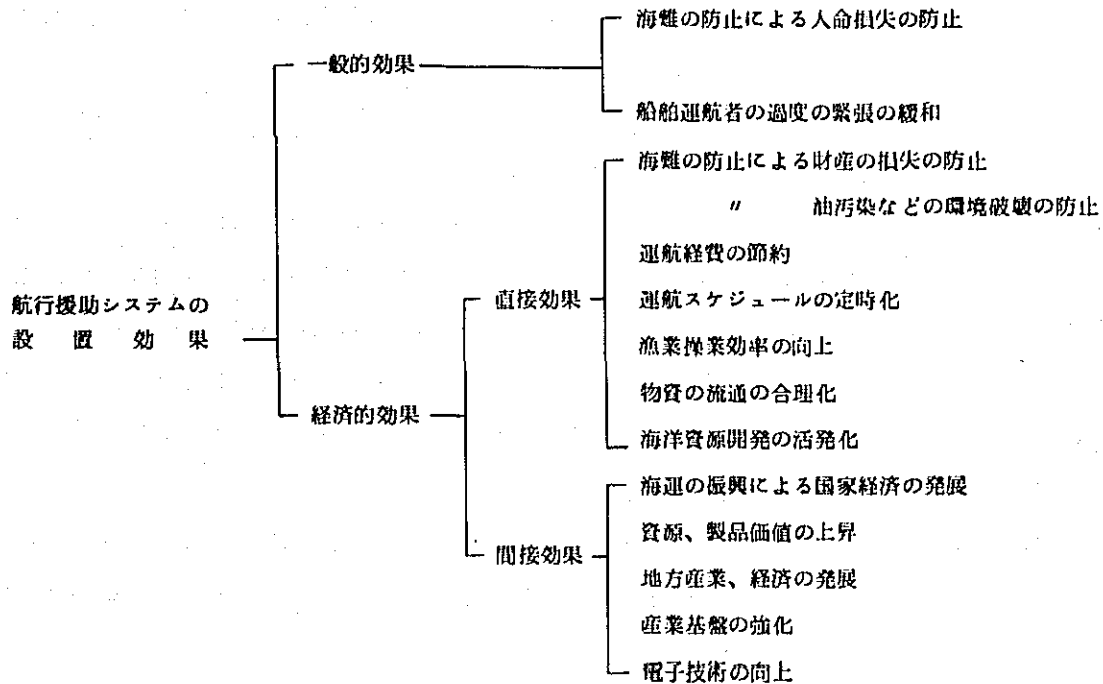 海難の防止による人命損失の防止
一般的効果
船舶運航者の過度の緊張の緩和
海難の防止による財産の損失の防止
〃 油汚染などの環境破壊の防止
運航経費の節約
航行援助システムの
設置効果
直接効果
運航スケジュールの定時化
漁業操業効率の向上
物資の流通の合理化
経済的効果
海洋資源開発の活発化
海運の振興による国家経済の発展
資源、製品価値の上昇
間接効果
地方産業、経済の発展
産業基盤の強化
電子技術の向上